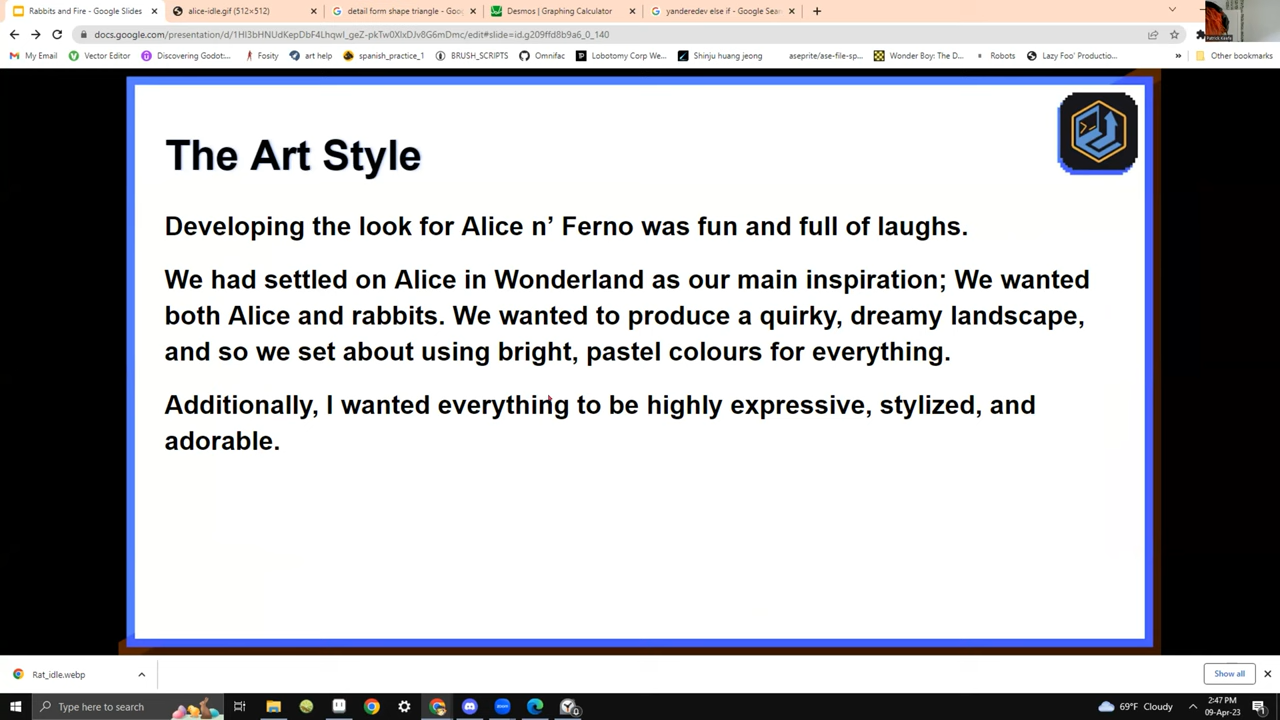 Rabbits and Fire - Google Slides
alice-idle.gif (512×512)
detail form shape triangle - Goo
Desmos | Graphing Calculator
yanderedev else if - Google Sear
docs.google.com/presentation/d/1HI3bHNUdKepDbF4Lhqwl_geZ-pkTw0XlxDJv8G6mDmc/edit#slide=id.g209ffd8b9a6_0_140
My Email
Vector Editor
Discovering Godot:...
Fosity
art help
spanish_practice_1
BRUSH_SCRIPTS
Omnifac
Lobotomy Corp We...
Shinju huang jeong
aseprite/ase-file-sp...
Wonder Boy: The D...
Robots
Lazy Foo' Productio...
Other bookmarks
The Art Style
Developing the look for Alice n’ Ferno was fun and full of laughs.
We had settled on Alice in Wonderland as our main inspiration; We wanted
both Alice and rabbits. We wanted to produce a quirky, dreamy landscape,
and so we set about using bright, pastel colours for everything.
Additionally, I wanted everything to be highly expressive, stylized, and
adorable.
Rat_idle.webp
Show all
Type here to search
69°F Cloudy
2:47 PM
09-Apr-23